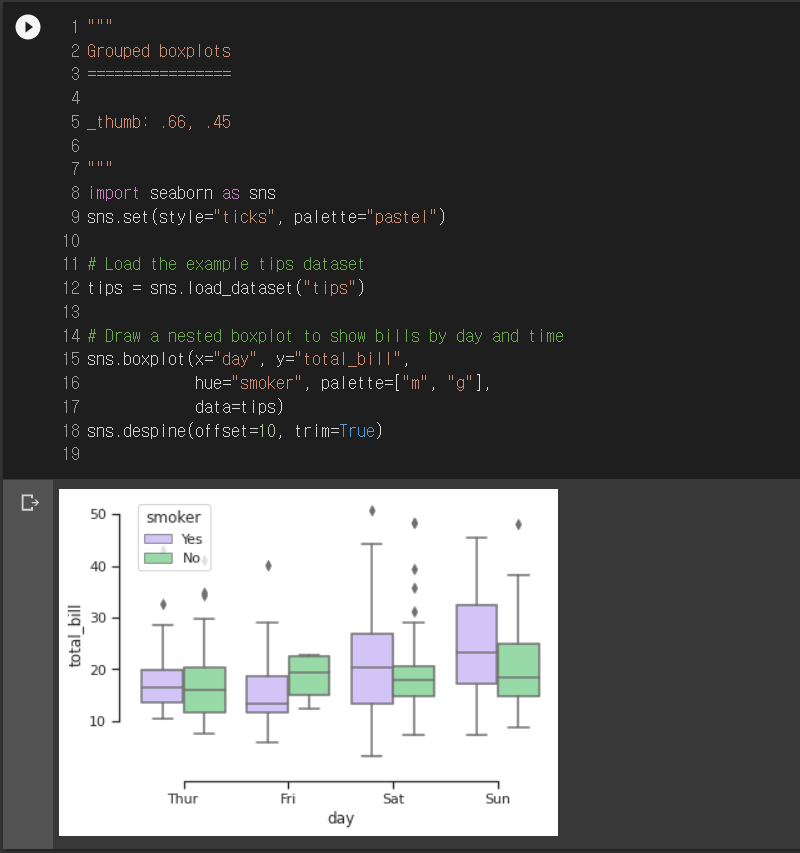 1 """
2 Grouped boxplots
3 ================
4
5 _thumb: .66, .45
6
7 """
8 import seaborn as sns
9 sns.set(style="ticks", palette="pastel")
10
11 # Load the example tips dataset
12 tips = sns.load_dataset("tips")
13
14 # Draw a nested boxplot to show bills by day and time
15 sns.boxplot(x="day", y="total_bill",
16             hue="smoker", palette=["m", "g"],
17             data=tips)
18 sns.despine(offset=10, trim=True)
19
smoker
Yes
No
50
40
30
20
10
total_bill
Thur Fri Sat Sun
day